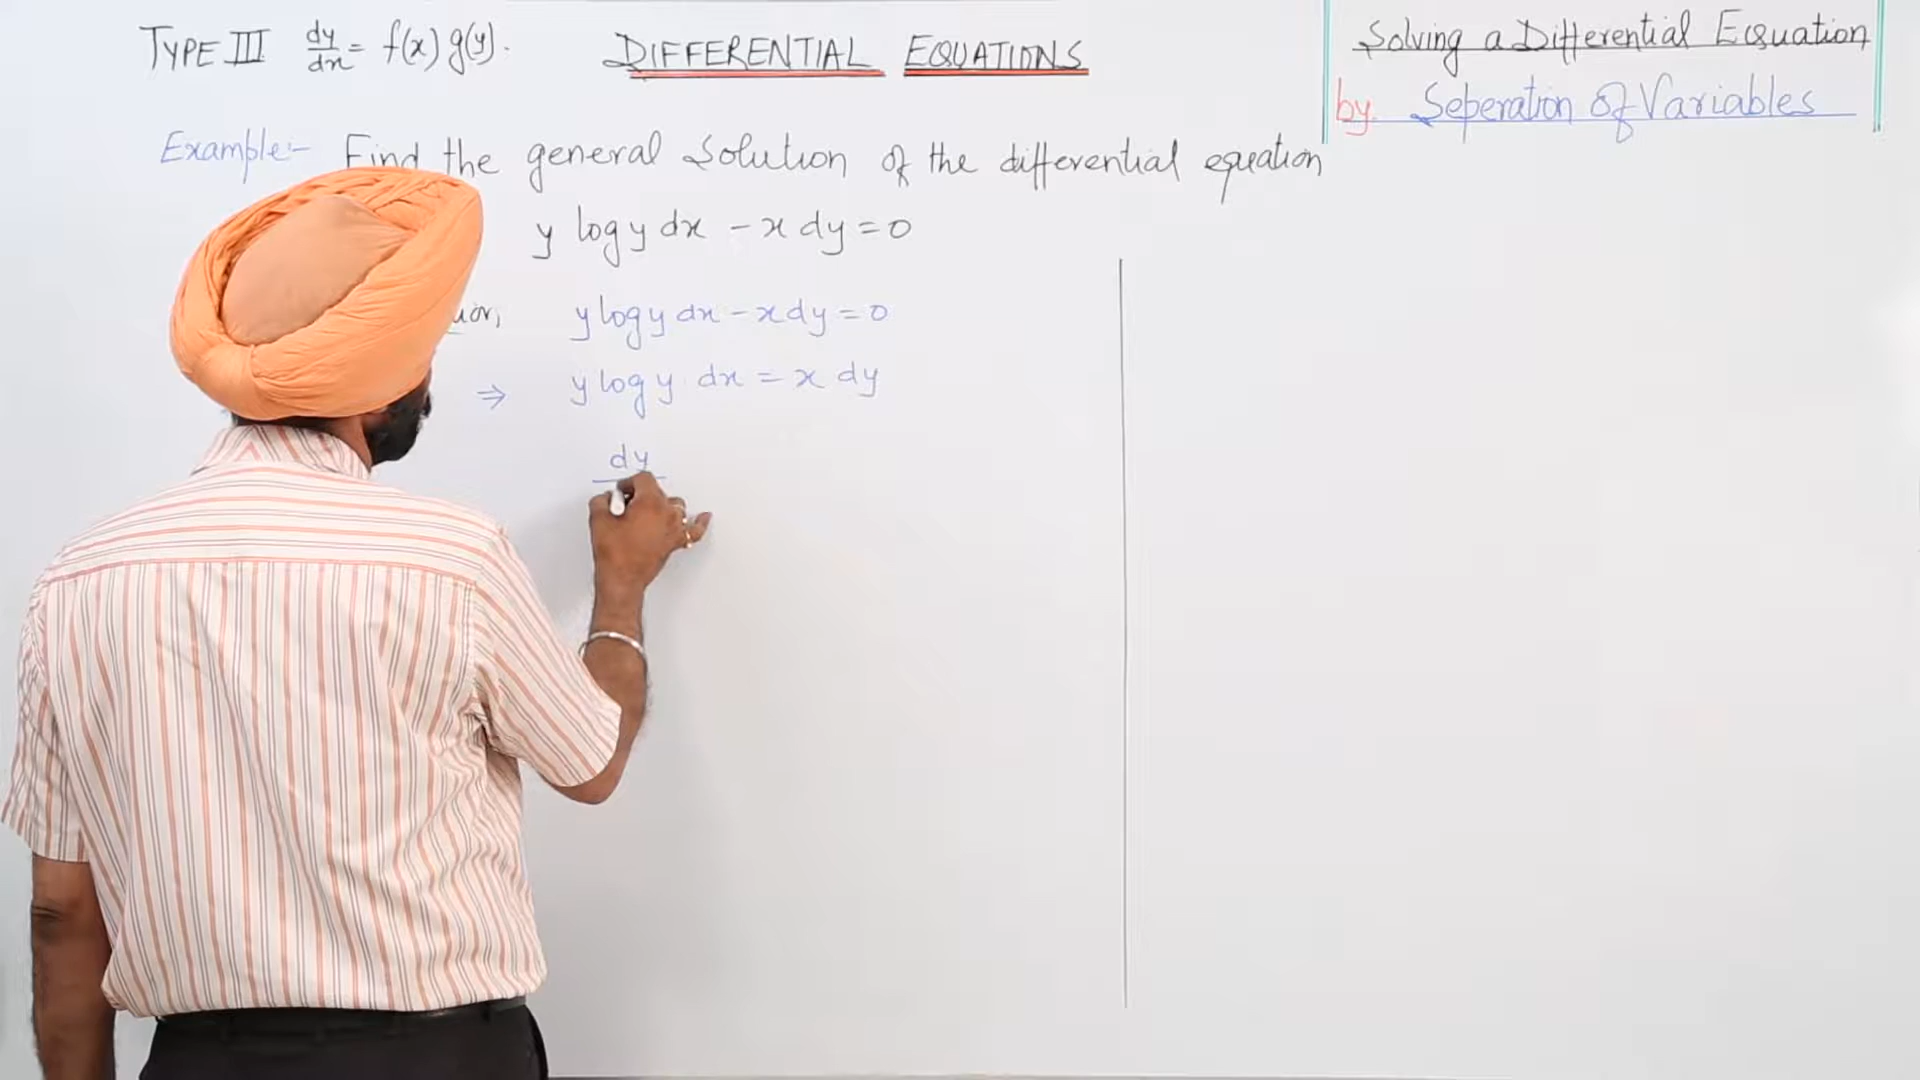 TYPE III dy/dx = f(x) g(y).
DIFFERENTIAL EQUATIONS
Solving a Differential Equation
by. Seperation of Variables
Example:- Find the general solution of the differential equation
y log y dx - x dy = 0
y log y dx - x dy = 0
⇒ y log y . dx = x dy
dy